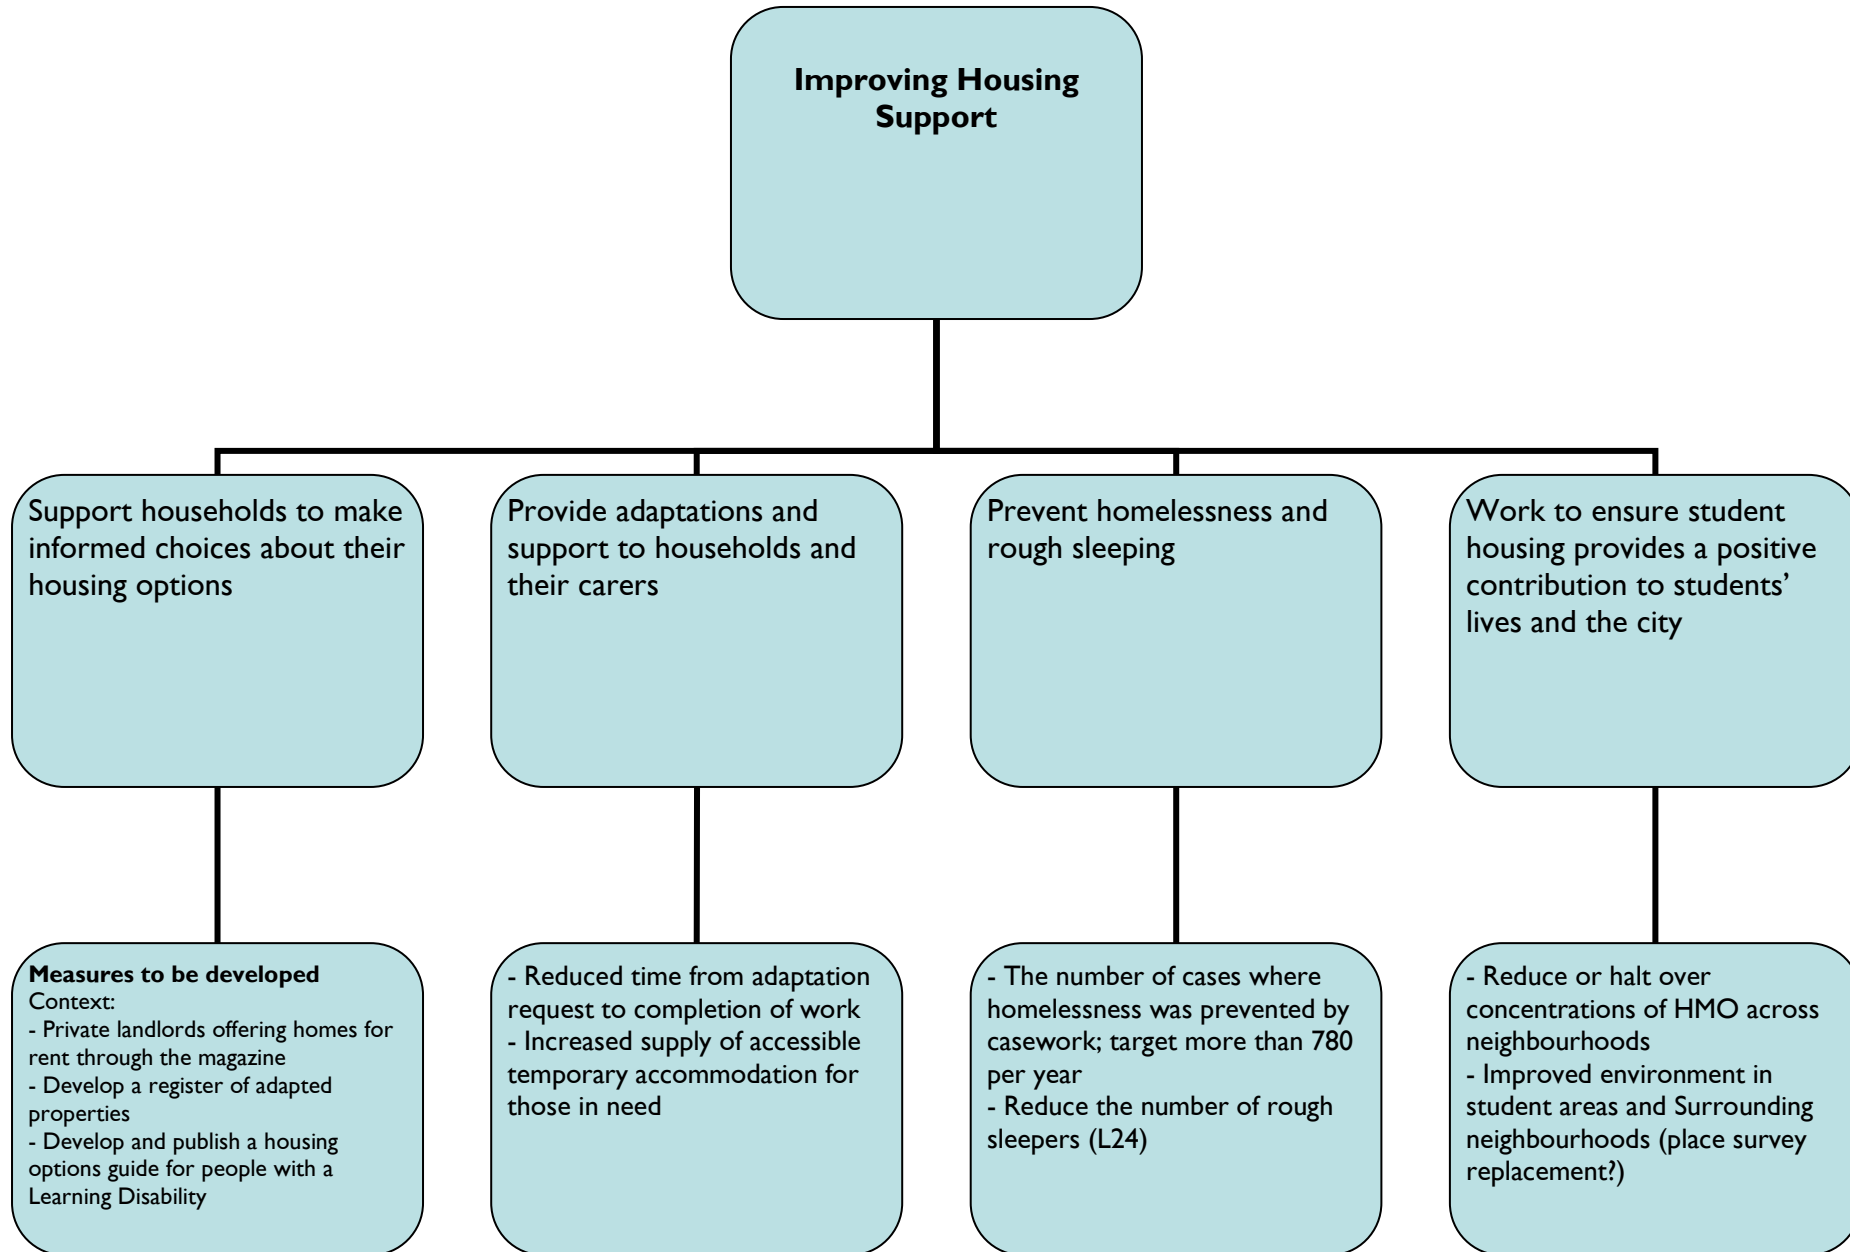 Improving Housing
Support
Support households to make
informed choices about their
housing options
Provide adaptations and
support to households and
their carers
Prevent homelessness and
rough sleeping
Work to ensure student
housing provides a positive
contribution to students’
lives and the city
Measures to be developed
Context:
- Private landlords offering homes for
rent through the magazine
- Develop a register of adapted
properties
- Develop and publish a housing
options guide for people with a
Learning Disability
- Reduced time from adaptation
request to completion of work
- Increased supply of accessible
temporary accommodation for
those in need
- The number of cases where
homelessness was prevented by
casework; target more than 780
per year
- Reduce the number of rough
sleepers (L24)
- Reduce or halt over
concentrations of HMO across
neighbourhoods
- Improved environment in
student areas and Surrounding
neighbourhoods (place survey
replacement?)